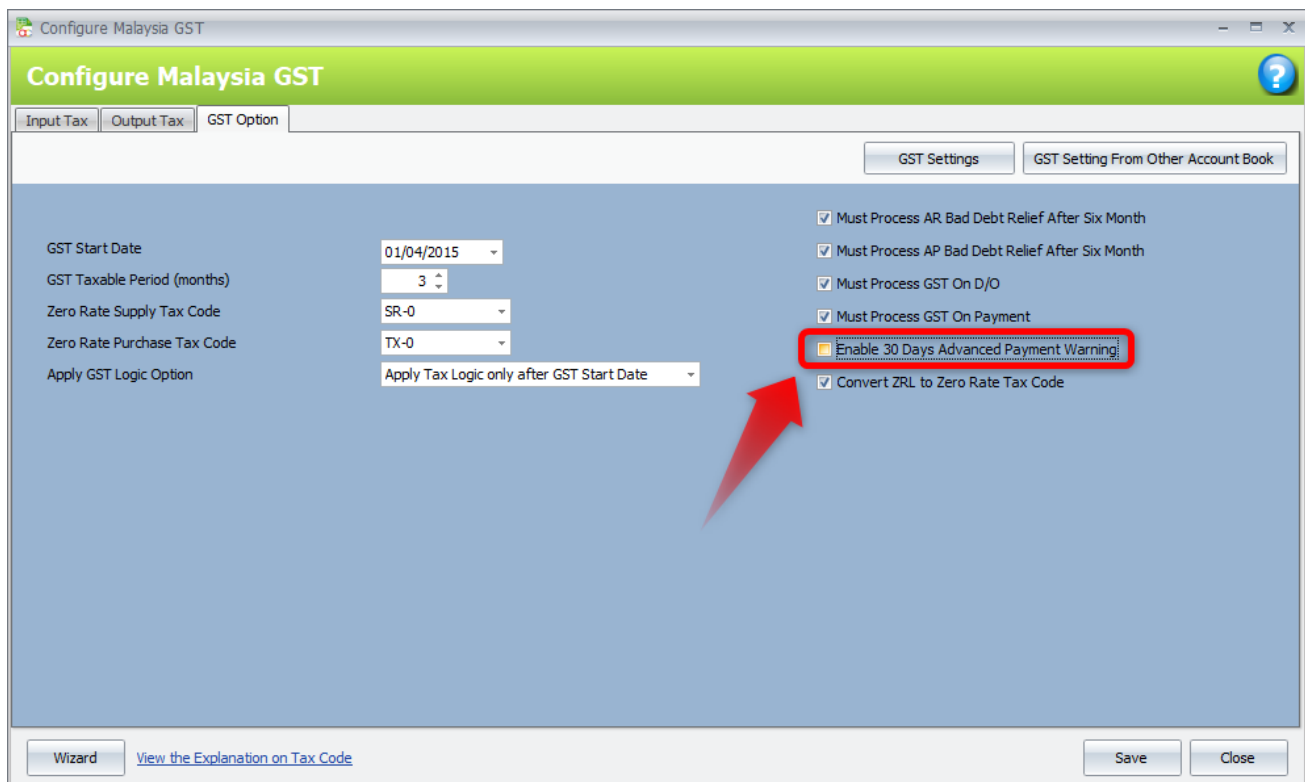 Configure Malaysia GST
Configure Malaysia GST
?
Input Tax Output Tax GST Option
GST Settings GST Setting From Other Account Book
GST Start Date 01/04/2015
GST Taxable Period (months) 3
Zero Rate Supply Tax Code SR-0
Zero Rate Purchase Tax Code TX-0
Apply GST Logic Option Apply Tax Logic only after GST Start Date
Must Process AR Bad Debt Relief After Six Month
Must Process AP Bad Debt Relief After Six Month
Must Process GST On D/O
Must Process GST On Payment
Enable 30 Days Advanced Payment Warning
Convert ZRL to Zero Rate Tax Code
Wizard View the Explanation on Tax Code Save Close